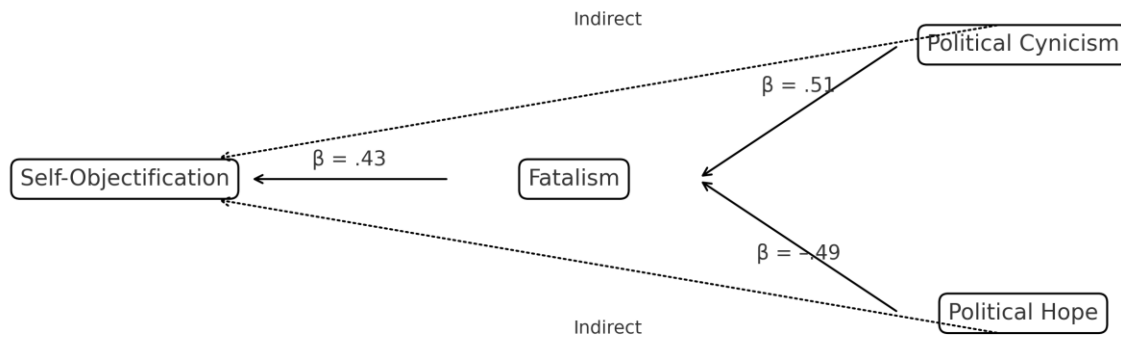 Indirect
Political Cynicism
β = .51
β = .43
Self-Objectification
Fatalism
β = –.49
Political Hope
Indirect